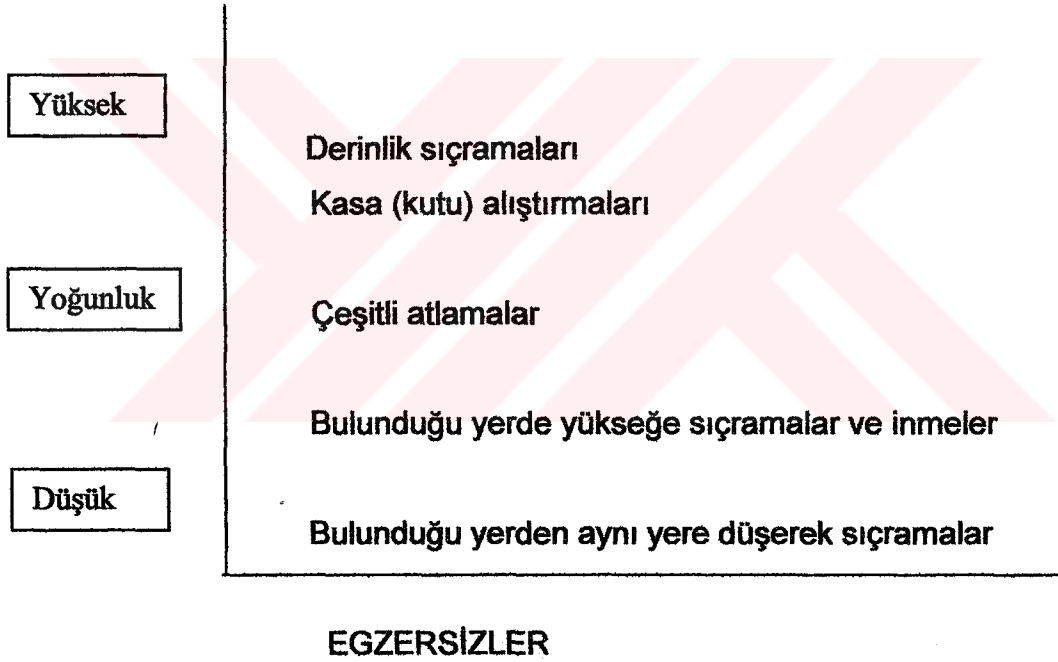 Yüksek
Derinlik sıçramaları
Kasa (kutu) alıştırmaları
Yoğunluk
Çeşitli atlamalar
Bulunduğu yerde yükseğe sıçramalar ve inmeler
Düşük
Bulunduğu yerden aynı yere düşerek sıçramalar
EGZERSİZLER